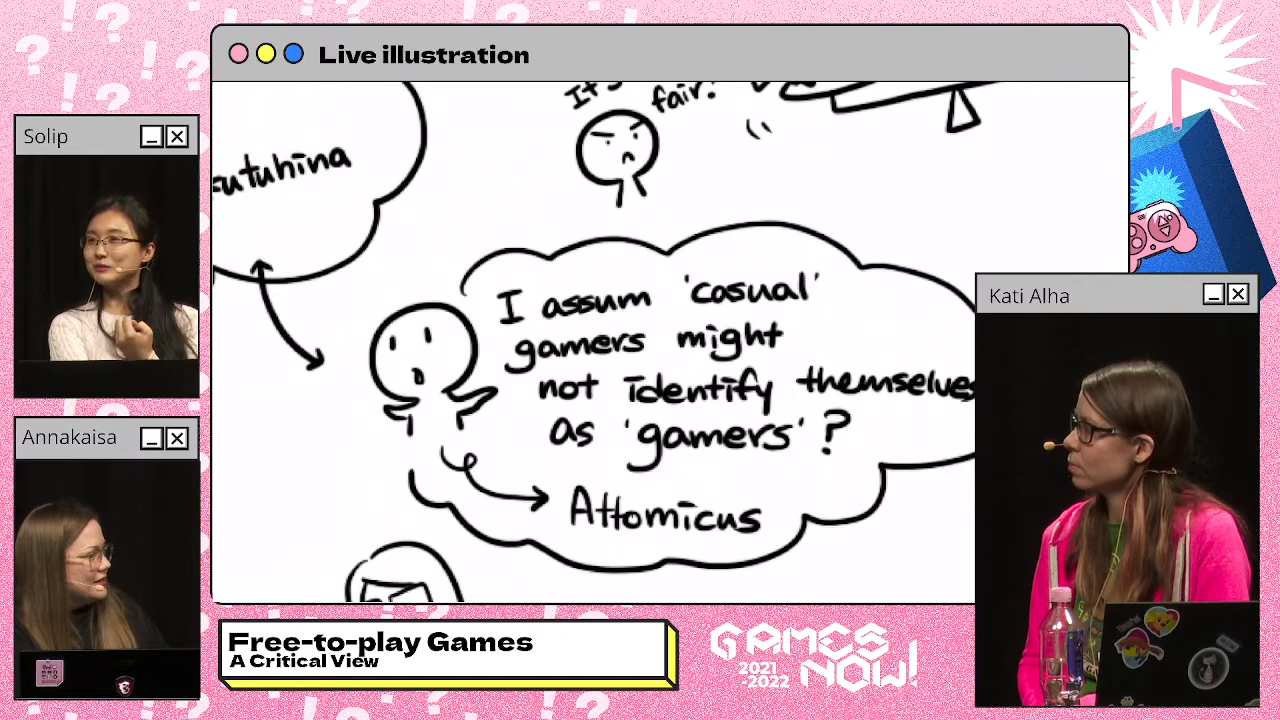 Live illustration
Solip
Annakaisa
Kati Alha
fair!
I assum 'casual'
gamers might
not identify themselves
as 'gamers'?
Attomicus
Free-to-play Games
A Critical View
GAMES
2021
-2022
NOW!